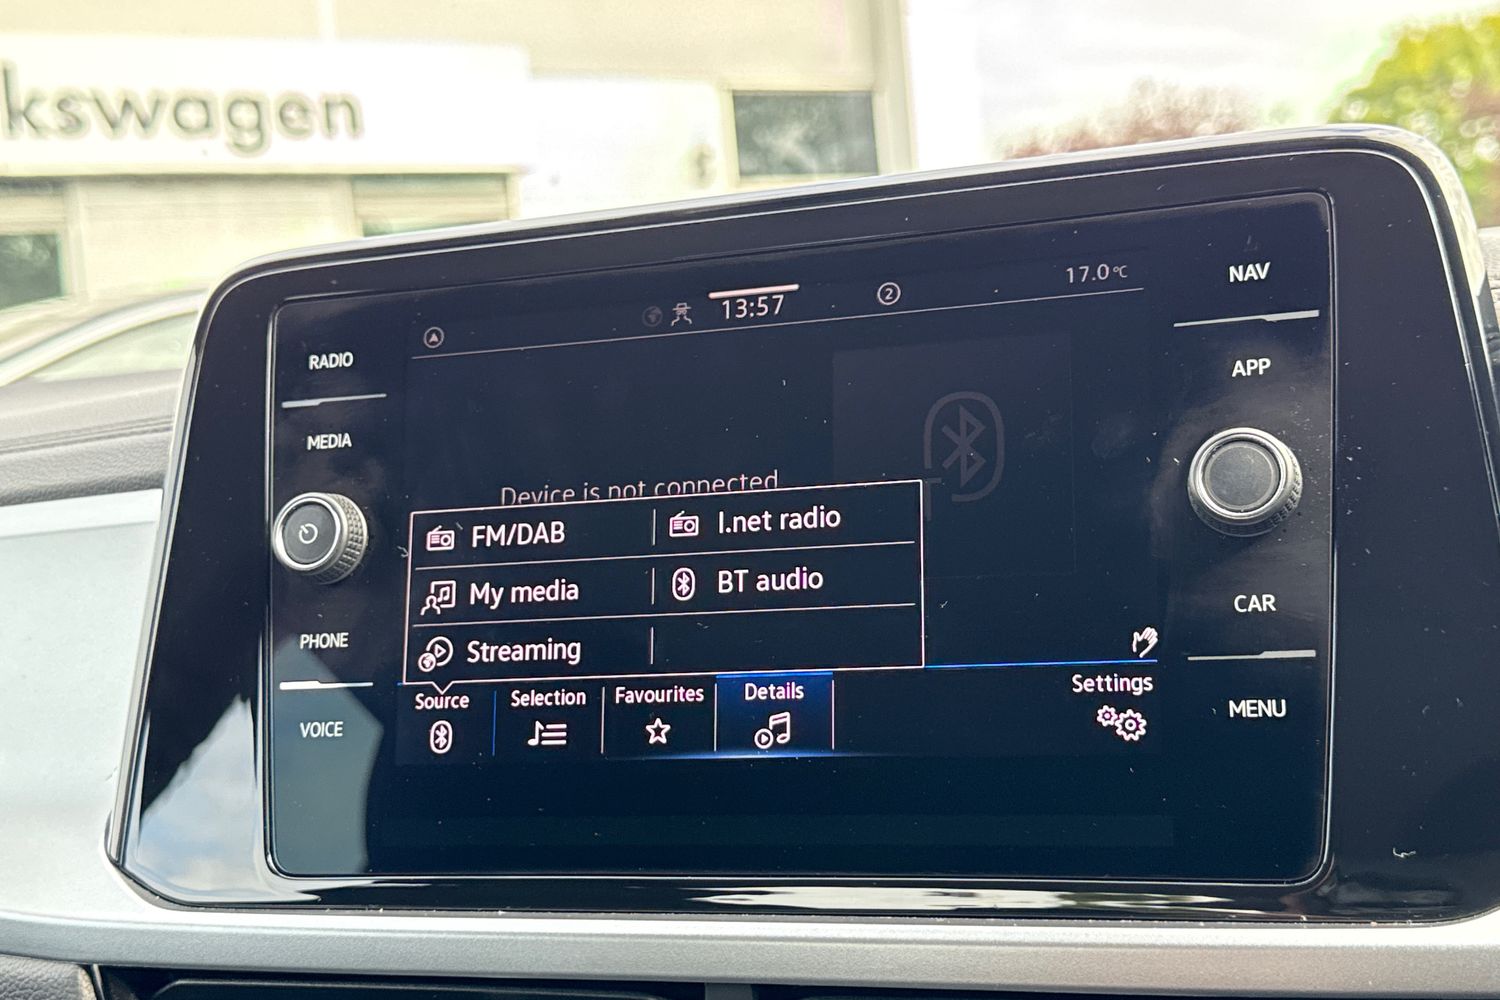 kswagen
NAV
17.0°C
2
13:57
RADIO
APP
MEDIA
Device is not connected
FM/DAB
I.net radio
My media
BT audio
CAR
PHONE
Streaming
Source
Selection
Favourites
Details
Settings
MENU
VOICE